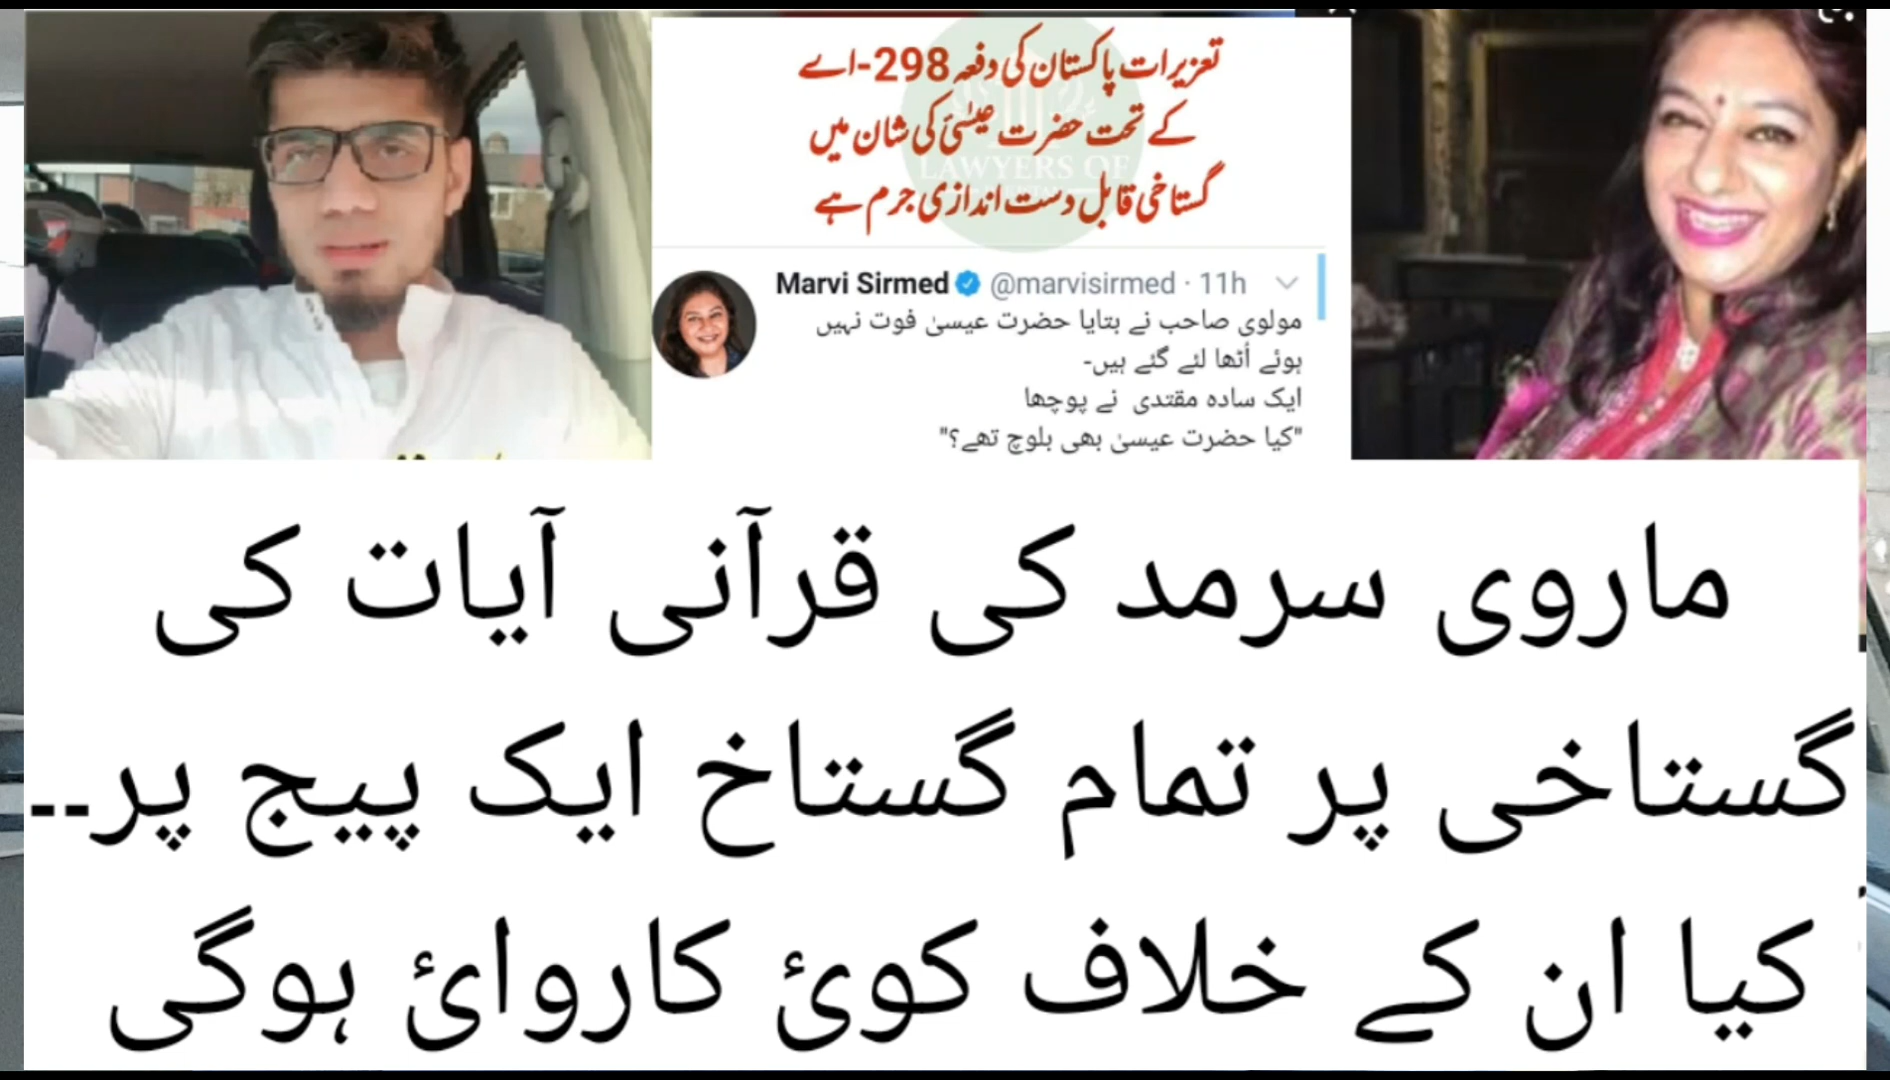 تعزیرات پاکستان کی دفعہ 298-اے
کے تحت حضرت عیسیٰؑ کی شان میں
گستاخی قابل دست اندازی جرم ہے
LAWYERS OF
Marvi Sirmed @marvisirmed · 11h
مولوی صاحب نے بتایا حضرت عیسیٰ فوت نہیں
ہوئے اُٹھا لئے گئے ہیں-
ایک سادہ مقتدی نے پوچھا
"کیا حضرت عیسیٰ بھی بلوچ تھے؟"
ماروی سرمد کی قرآنی آیات کی
گستاخی پر تمام گستاخ ایک پیج پر--
کیا ان کے خلاف کوئ کاروائ ہوگی